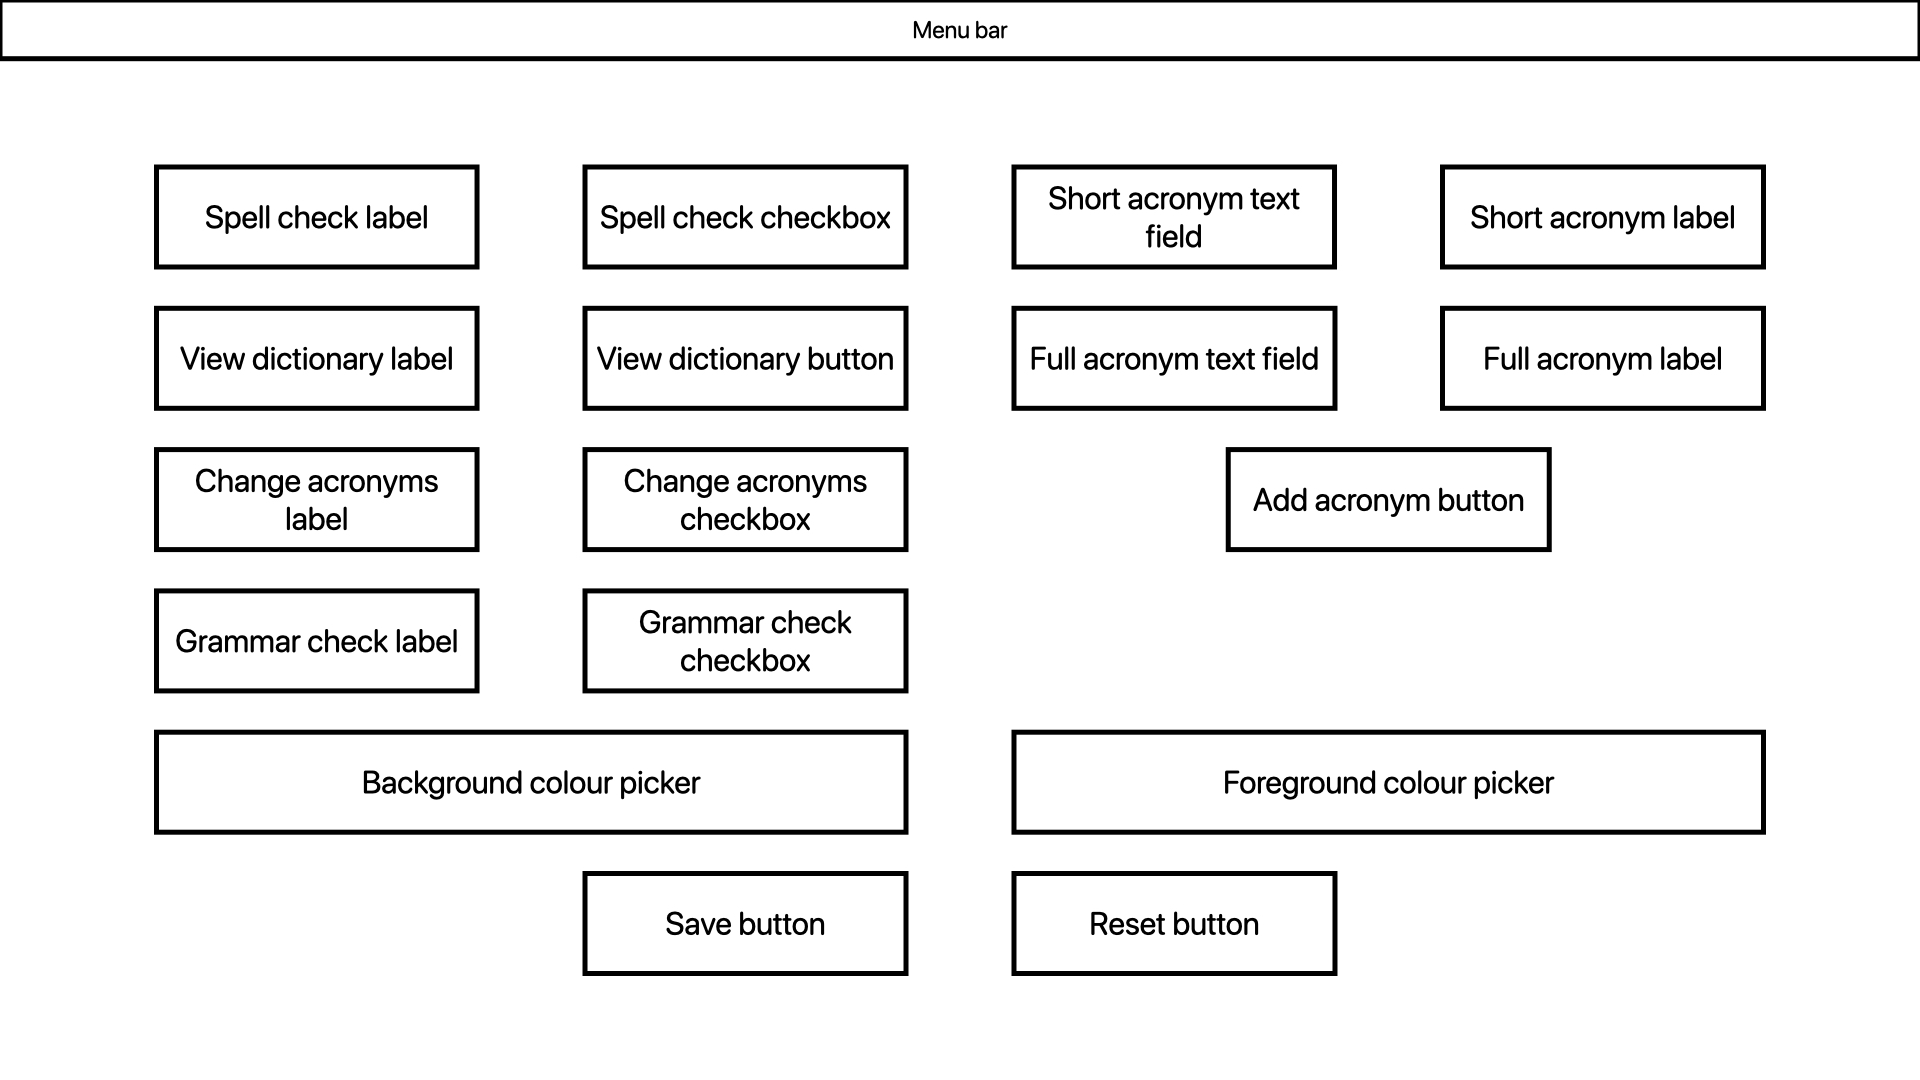 Menu bar
Spell check label
Spell check checkbox
Short acronym text
field
Short acronym label
View dictionary label
View dictionary button
Full acronym text field
Full acronym label
Change acronyms
label
Change acronyms
checkbox
Add acronym button
Grammar check label
Grammar check
checkbox
Background colour picker
Foreground colour picker
Save button
Reset button